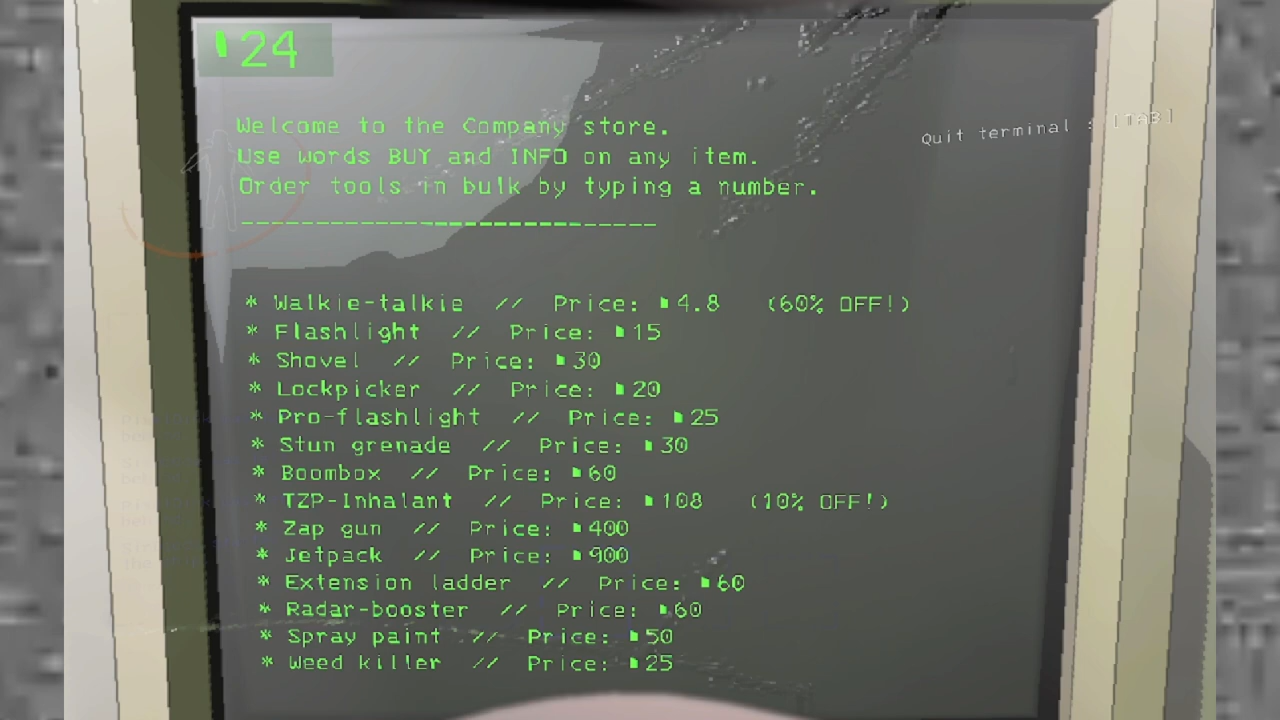 24
Welcome to the Company store.
Use words BUY and INFO on any item.
Order tools in bulk by typing a number.
Quit terminal : [TAB]
* Walkie-talkie // Price: 4.8 (60% OFF!)
* Flashlight // Price: 15
* Shovel // Price: 30
* Lockpicker // Price: 20
* Pro-flashlight // Price: 25
* Stun grenade // Price: 30
* Boombox // Price: 60
* TZP-Inhalant // Price: 108 (10% OFF!)
* Zap gun // Price: 400
* Jetpack // Price: 900
* Extension ladder // Price: 60
* Radar-booster // Price: 60
* Spray paint // Price: 50
* Weed killer // Price: 25